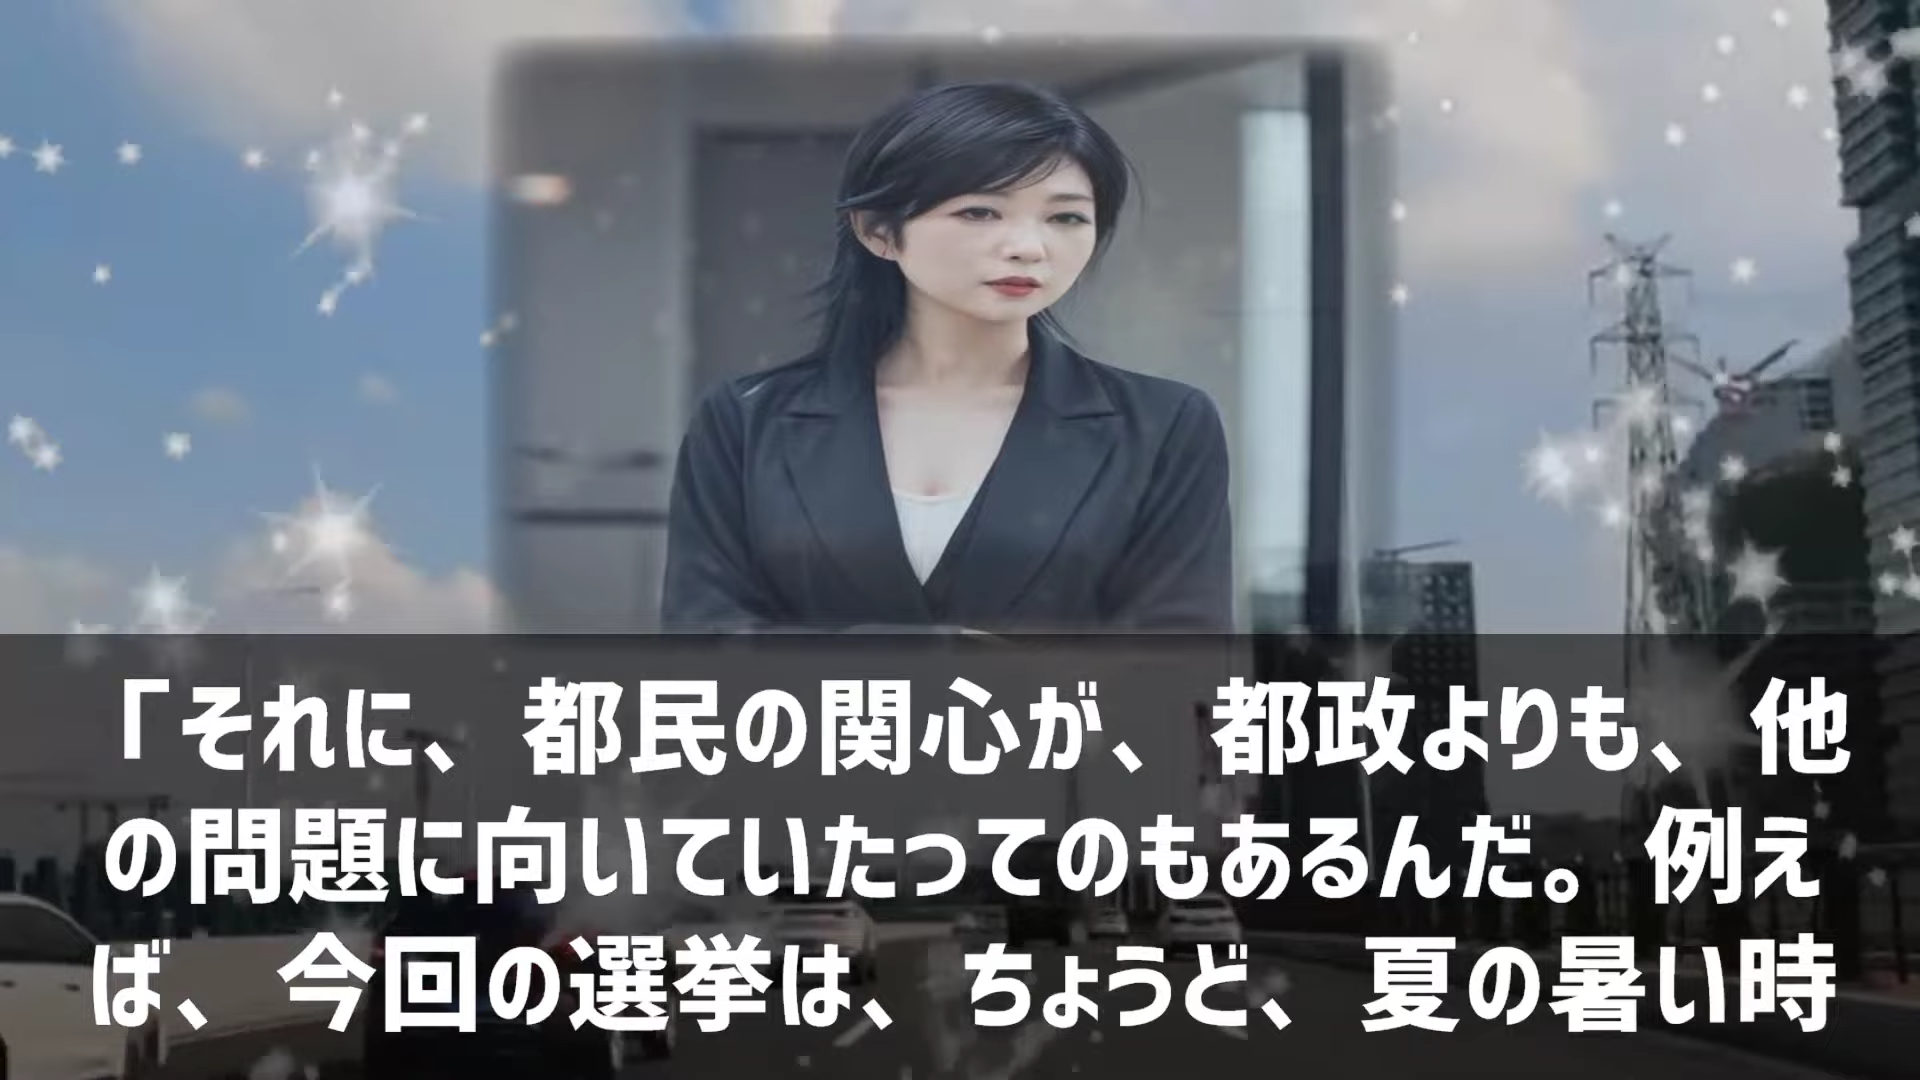 「それに、都民の関心が、都政よりも、他
の問題に向いていたってのもあるんだ。例え
ば、今回の選挙は、ちょうど、夏の暑い時